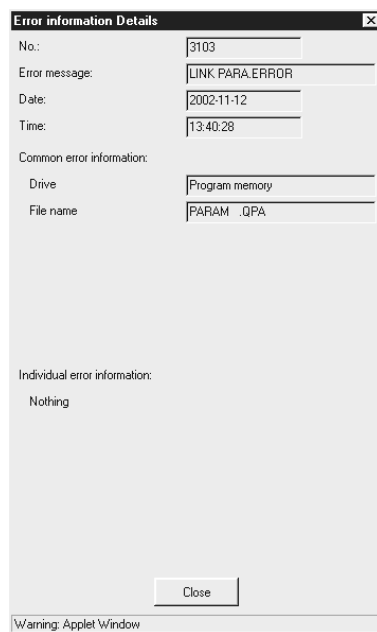 Error information Details
No.: 3103
Error message: LINK PARA.ERROR
Date: 2002-11-12
Time: 13:40:28
Common error information:
Drive Program memory
File name PARAM .QPA
Individual error information:
Nothing
Close
Warning: Applet Window